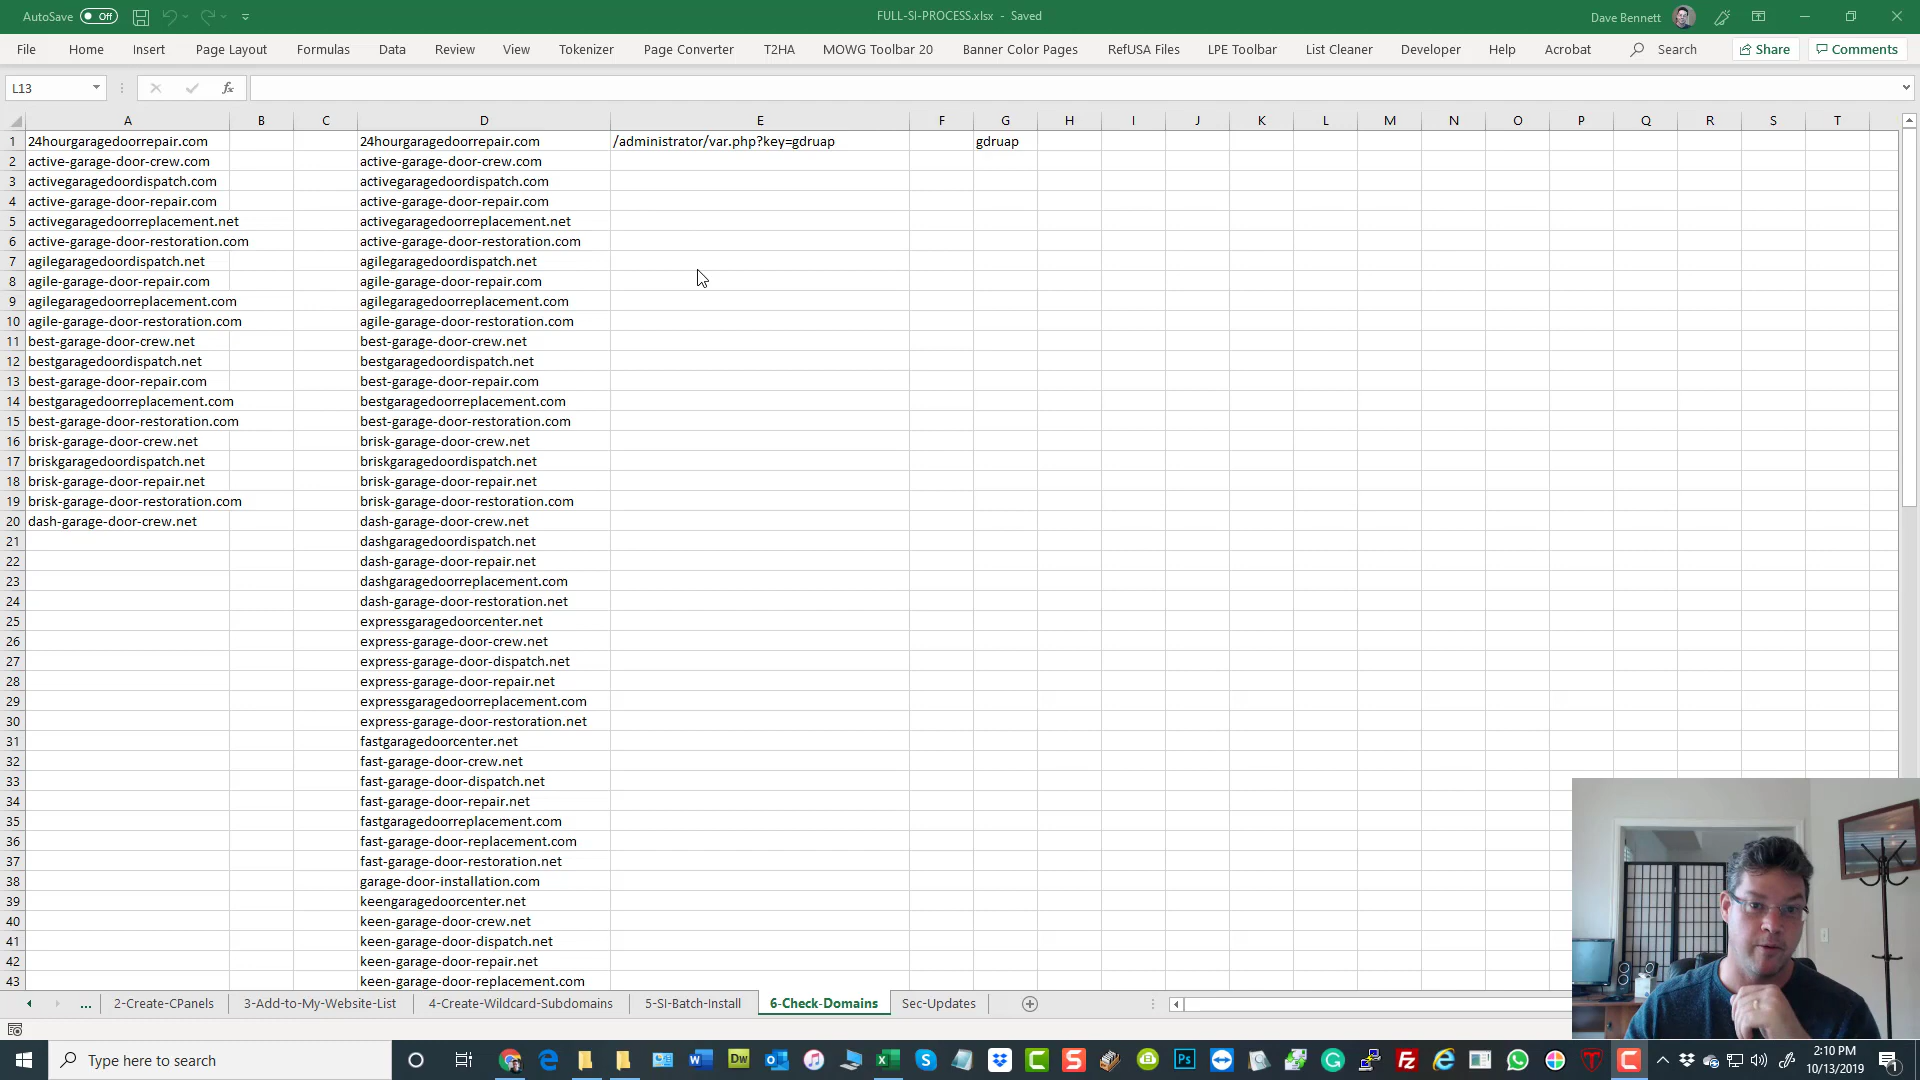 AutoSave Off FULL-SI-PROCESS.xlsx - Saved Dave Bennett
File Home Insert Page Layout Formulas Data Review View Tokenizer Page Converter T2HA MOWG Toolbar 20 Banner Color Pages RefUSA Files LPE Toolbar List Cleaner Developer Help Acrobat Search Share Comments
L13 fx
A B C D E F G H I J K L M N O P Q R S T
1 24hourgaragedoorrepair.com 24hourgaragedoorrepair.com /administrator/var.php?key=gdruap gdruap
2 active-garage-door-crew.com active-garage-door-crew.com
3 activegaragedoordispatch.com activegaragedoordispatch.com
4 active-garage-door-repair.com active-garage-door-repair.com
5 activegaragedoorreplacement.net activegaragedoorreplacement.net
6 active-garage-door-restoration.com active-garage-door-restoration.com
7 agilegaragedoordispatch.net agilegaragedoordispatch.net
8 agile-garage-door-repair.com agile-garage-door-repair.com
9 agilegaragedoorreplacement.com agilegaragedoorreplacement.com
10 agile-garage-door-restoration.com agile-garage-door-restoration.com
11 best-garage-door-crew.net best-garage-door-crew.net
12 bestgaragedoordispatch.net bestgaragedoordispatch.net
13 best-garage-door-repair.com best-garage-door-repair.com
14 bestgaragedoorreplacement.com bestgaragedoorreplacement.com
15 best-garage-door-restoration.com best-garage-door-restoration.com
16 brisk-garage-door-crew.net brisk-garage-door-crew.net
17 briskgaragedoordispatch.net briskgaragedoordispatch.net
18 brisk-garage-door-repair.net brisk-garage-door-repair.net
19 brisk-garage-door-restoration.com brisk-garage-door-restoration.com
20 dash-garage-door-crew.net dash-garage-door-crew.net
21 dashgaragedoordispatch.net
22 dash-garage-door-repair.net
23 dashgaragedoorreplacement.com
24 dash-garage-door-restoration.net
25 expressgaragedoorcenter.net
26 express-garage-door-crew.net
27 express-garage-door-dispatch.net
28 express-garage-door-repair.net
29 expressgaragedoorreplacement.com
30 express-garage-door-restoration.net
31 fastgaragedoorcenter.net
32 fast-garage-door-crew.net
33 fast-garage-door-dispatch.net
34 fast-garage-door-repair.net
35 fastgaragedoorreplacement.com
36 fast-garage-door-replacement.com
37 fast-garage-door-restoration.net
38 garage-door-installation.com
39 keengaragedoorcenter.net
40 keen-garage-door-crew.net
41 keen-garage-door-dispatch.net
42 keen-garage-door-repair.net
43 keen-garage-door-replacement.com
... 2-Create-CPanels 3-Add-to-My-Website-List 4-Create-Wildcard-Subdomains 5-SI-Batch-Install 6-Check-Domains Sec-Updates
Type here to search 2:10 PM
10/13/2019